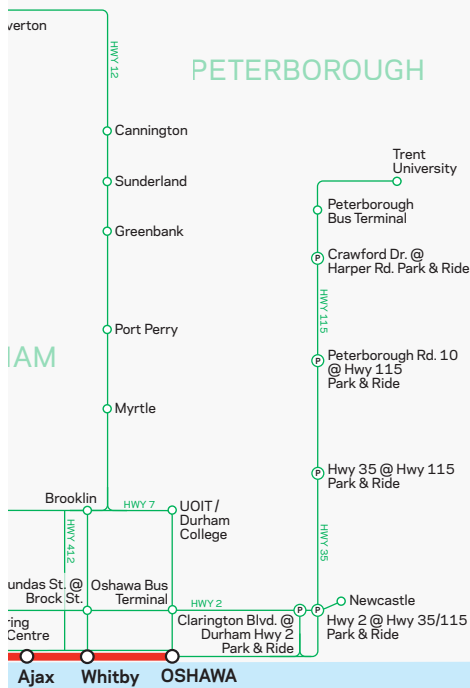 verton
HWY 12
PETERBOROUGH
Cannington
Trent
University
Sunderland
Peterborough
Bus Terminal
Greenbank
P
Crawford Dr. @
Harper Rd. Park & Ride
HWY 115
Port Perry
HAM
P
Peterborough Rd. 10
@ Hwy 115
Park & Ride
Myrtle
P
Hwy 35 @ Hwy 115
Park & Ride
Brooklin
HWY 7
UOIT /
Durham
College
HWY 412
HWY 35
undas St. @
Brock St.
Oshawa Bus
Terminal
HWY 2
Newcastle
P
P
ring
Centre
Clarington Blvd. @
Durham Hwy 2
Park & Ride
Hwy 2 @ Hwy 35/115
Park & Ride
Ajax
Whitby
OSHAWA